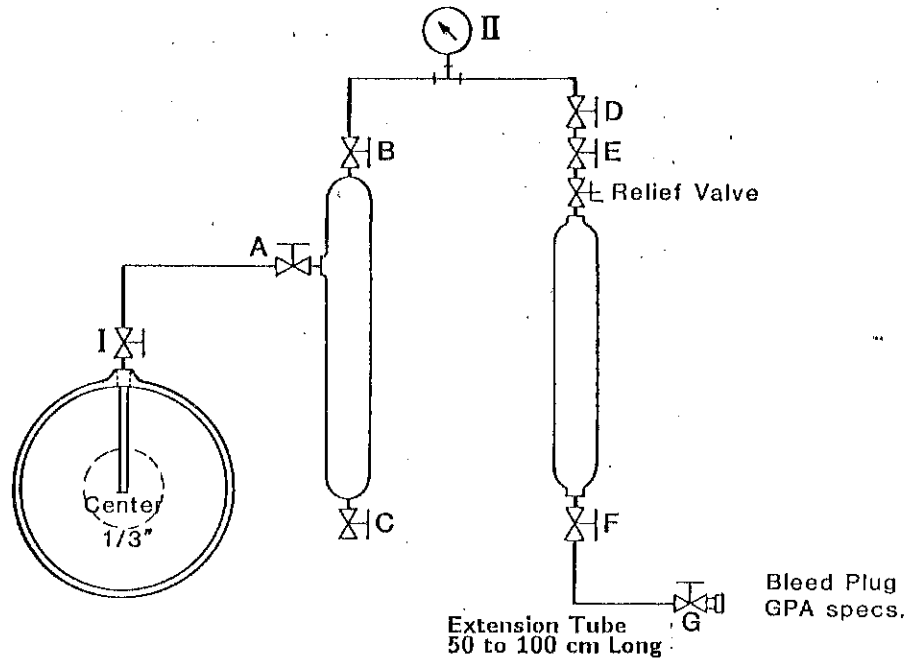 II
D
B
E
Relief Valve
A
I
Center
1/3"
C
F
Bleed Plug
GPA specs.
G
Extension Tube
50 to 100 cm Long